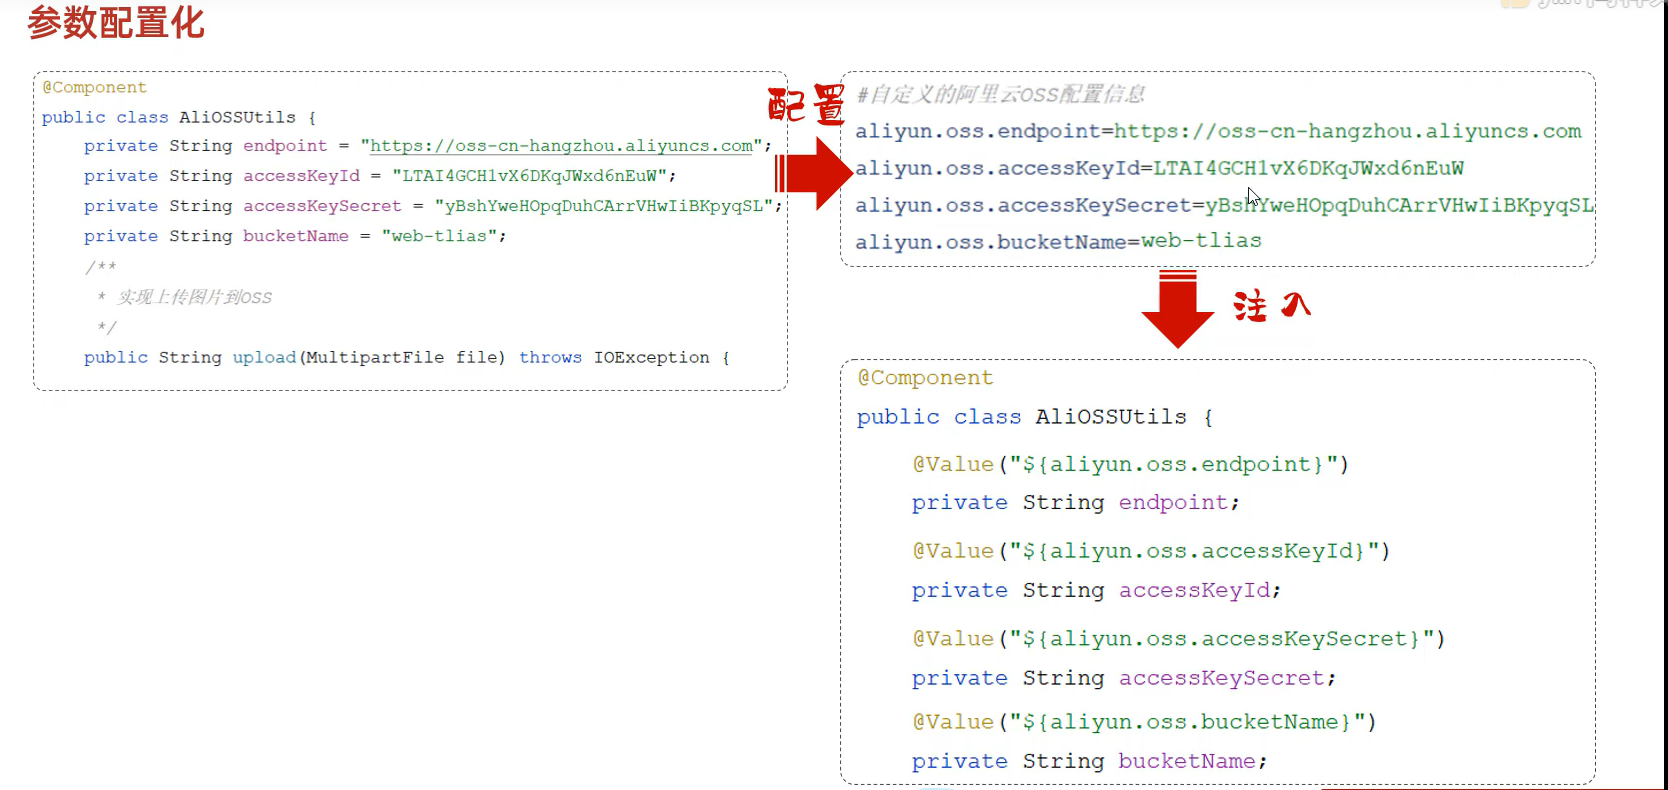 参数配置化
@Component
public class AliOSSUtils {
private String endpoint = "https://oss-cn-hangzhou.aliyuncs.com";
private String accessKeyId = "LTAI4GCH1vX6DKqJWxd6nEuW";
private String accessKeySecret = "yBshYweHOpqDuhCArrVHwIiBKpyqSL";
private String bucketName = "web-tlias";
/**
* 实现上传图片到OSS
*/
public String upload(MultipartFile file) throws IOException {
配置
#自定义的阿里云OSS配置信息
aliyun.oss.endpoint=https://oss-cn-hangzhou.aliyuncs.com
aliyun.oss.accessKeyId=LTAI4GCH1vX6DKqJWxd6nEuW
aliyun.oss.accessKeySecret=yBshYweHOpqDuhCArrVHwIiBKpyqSL
aliyun.oss.bucketName=web-tlias
注入
@Component
public class AliOSSUtils {
@Value("${aliyun.oss.endpoint}")
private String endpoint;
@Value("${aliyun.oss.accessKeyId}")
private String accessKeyId;
@Value("${aliyun.oss.accessKeySecret}")
private String accessKeySecret;
@Value("${aliyun.oss.bucketName}")
private String bucketName;